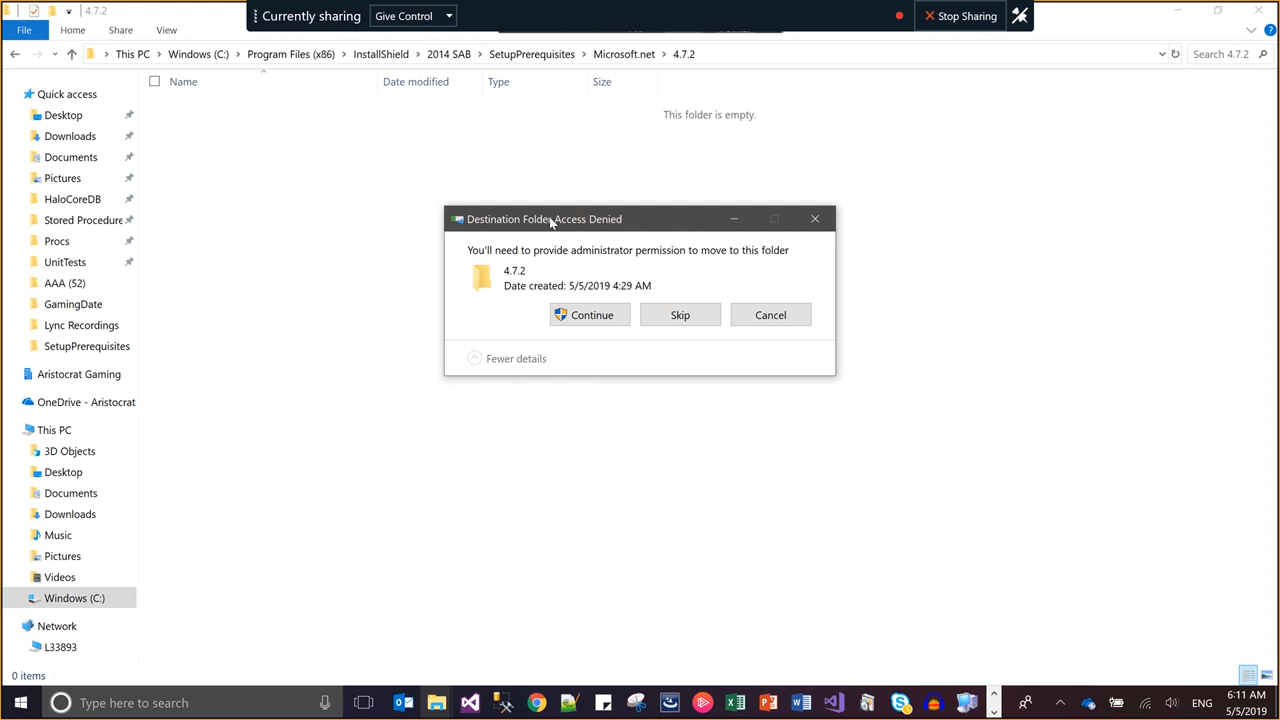 4.7.2
Currently sharing
Give Control
Stop Sharing
File
Home
Share
View
This PC
Windows (C:)
Program Files (x86)
InstallShield
2014 SAB
SetupPrerequisites
Microsoft.net
4.7.2
Search 4.7.2
Name
Date modified
Type
Size
This folder is empty.
Quick access
Desktop
Downloads
Documents
Pictures
HaloCoreDB
Stored Procedure
Procs
UnitTests
AAA (52)
GamingDate
Lync Recordings
SetupPrerequisites
Aristocrat Gaming
OneDrive - Aristocrat
This PC
3D Objects
Desktop
Documents
Downloads
Music
Pictures
Videos
Windows (C:)
Network
L33893
Destination Folder Access Denied
You'll need to provide administrator permission to move to this folder
4.7.2
Date created: 5/5/2019 4:29 AM
Continue
Skip
Cancel
Fewer details
0 items
Type here to search
ENG
6:11 AM
5/5/2019